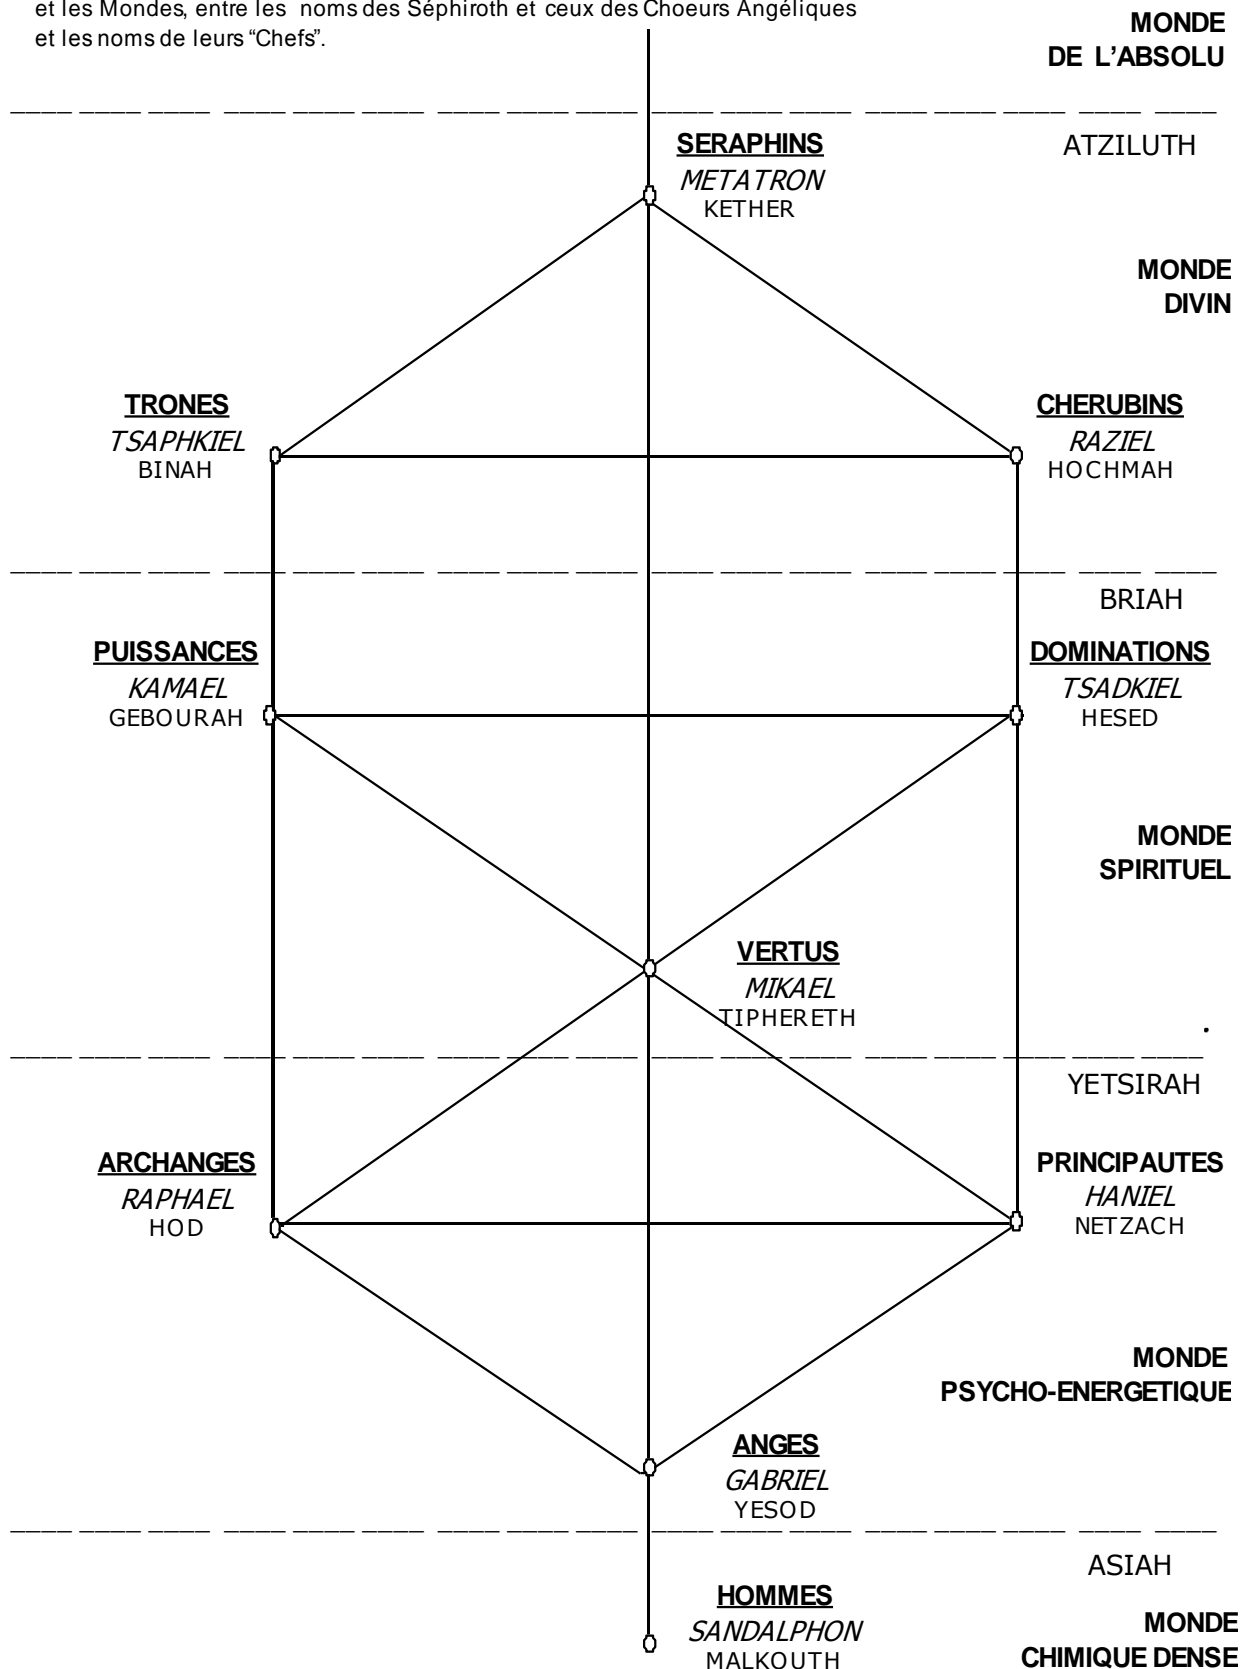 et les Mondes, entre les noms des Séphiroth et ceux des Choeurs Angéliques
et les noms de leurs “Chefs”.
MONDE
DE L’ABSOLU
SERAPHINS
METATRON
KETHER
ATZILUTH
MONDE
DIVIN
TRONES
TSAPHKIEL
BINAH
CHERUBINS
RAZIEL
HOCHMAH
BRIAH
PUISSANCES
KAMAEL
GEBOURAH
DOMINATIONS
TSADKIEL
HESED
MONDE
SPIRITUEL
VERTUS
MIKAEL
TIPHERETH
.
YETSIRAH
ARCHANGES
RAPHAEL
HOD
PRINCIPAUTES
HANIEL
NETZACH
MONDE
PSYCHO-ENERGETIQUE
ANGES
GABRIEL
YESOD
ASIAH
HOMMES
SANDALPHON
MALKOUTH
MONDE
CHIMIQUE DENSE